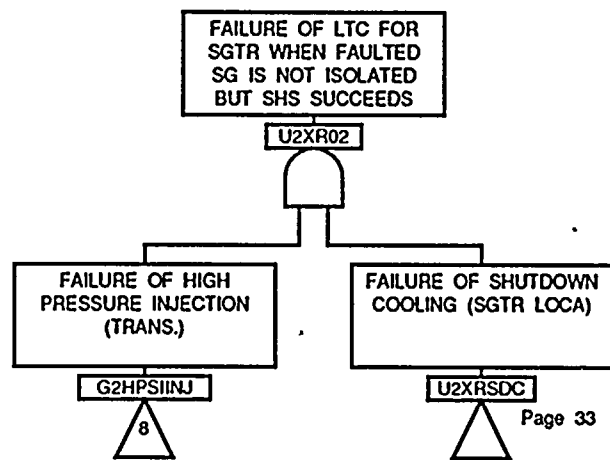 FAILURE OF LTC FOR
SGTR WHEN FAULTED
SG IS NOT ISOLATED
BUT SHS SUCCEEDS
U2XR02
FAILURE OF HIGH
PRESSURE INJECTION
(TRANS.)
G2HPSIINJ
8
FAILURE OF SHUTDOWN
COOLING (SGTR LOCA)
U2XRSDC
Page 33